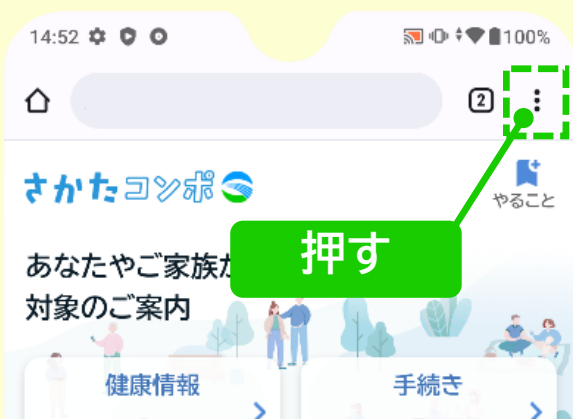 14:52
100%
2
さかたコンポ
やること
あなたやご家族が
対象のご案内
押す
健康情報
手続き